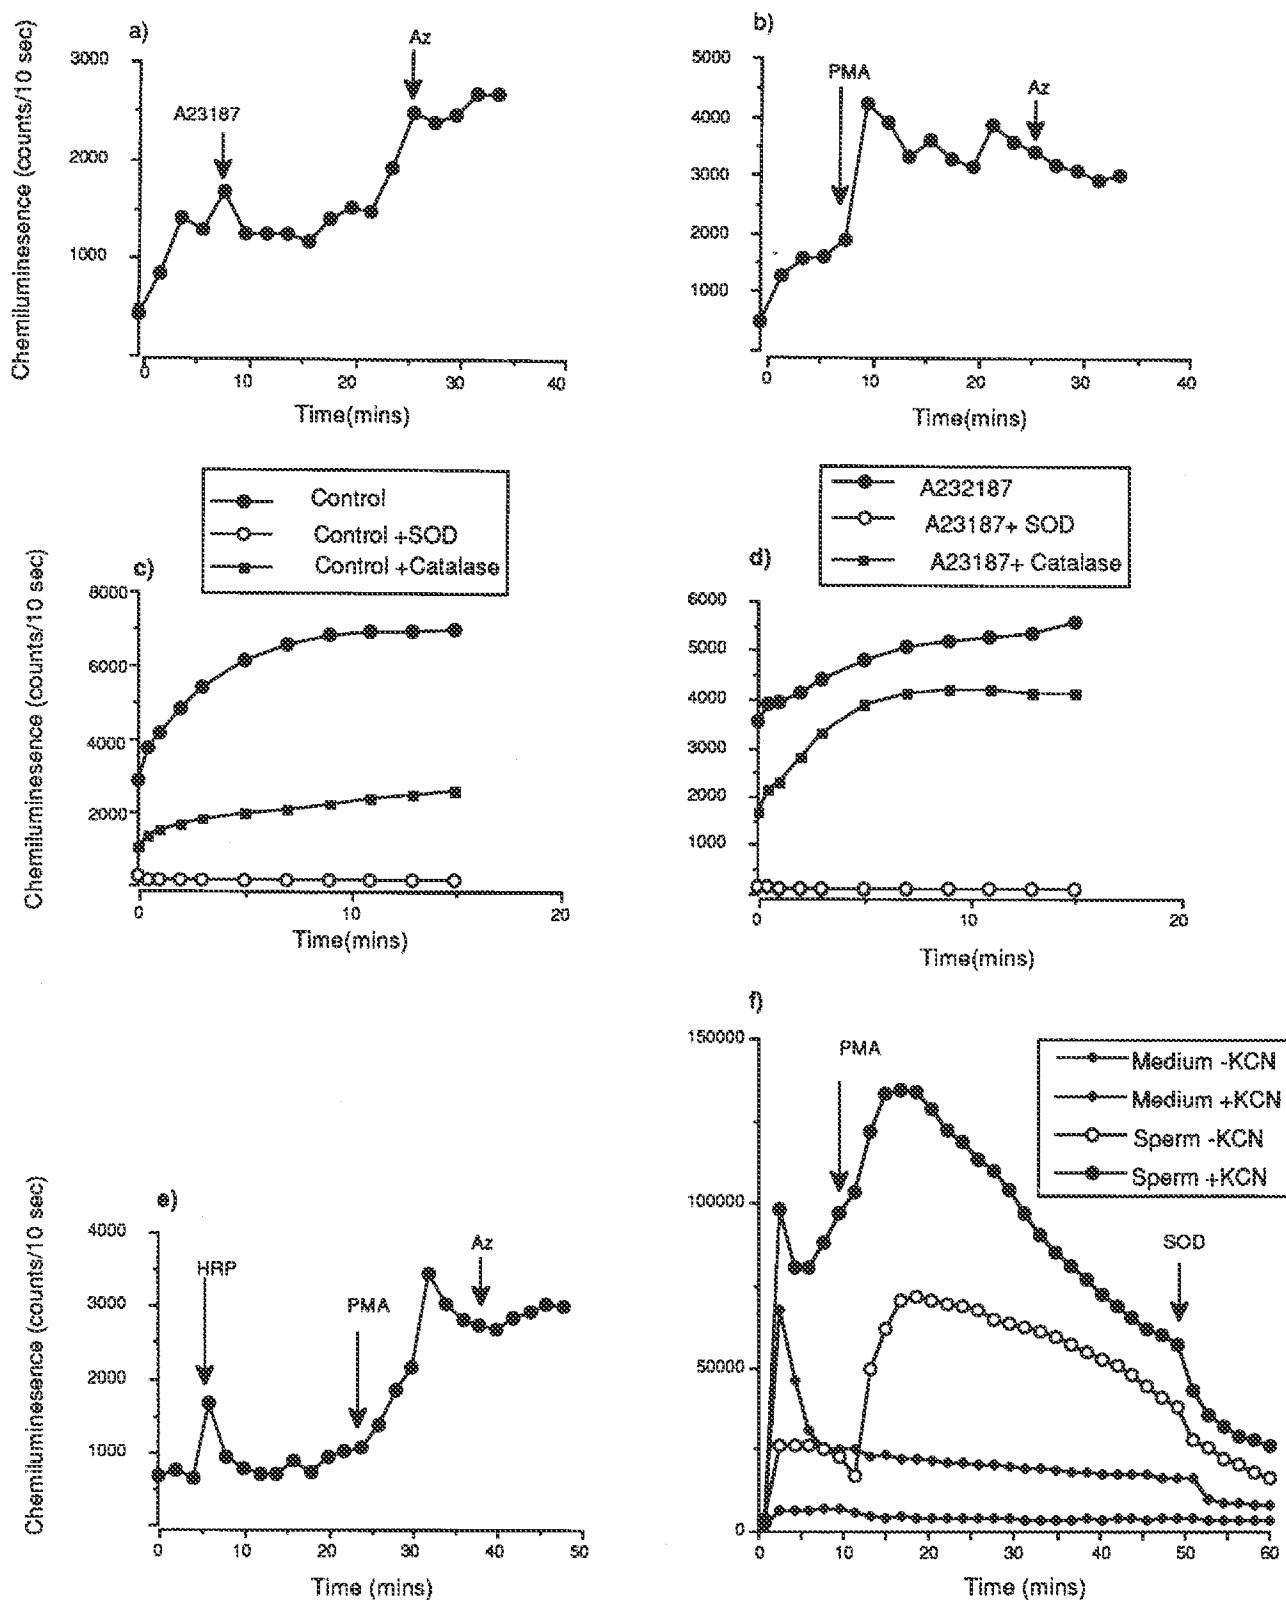 a)
Chemiluminesence (counts/10 sec)
3000
2000
1000
A23187
Az
0 10 20 30 40
Time(mins)
b)
5000
4000
3000
2000
1000
PMA
Az
0 10 20 30 40
Time(mins)
Control
Control +SOD
Control +Catalase
c)
Chemiluminesence (counts/10 sec)
8000
6000
4000
2000
0 10 20
Time(mins)
A232187
A23187+ SOD
A23187+ Catalase
d)
6000
5000
4000
3000
2000
1000
0 10 20
Time(mins)
e)
Chemiluminesence (counts/10 sec)
4000
3000
2000
1000
HRP
PMA
Az
0 10 20 30 40 50
Time (mins)
f)
150000
100000
50000
0
PMA
SOD
Medium -KCN
Medium +KCN
Sperm -KCN
Sperm +KCN
0 10 20 30 40 50 60
Time (mins)